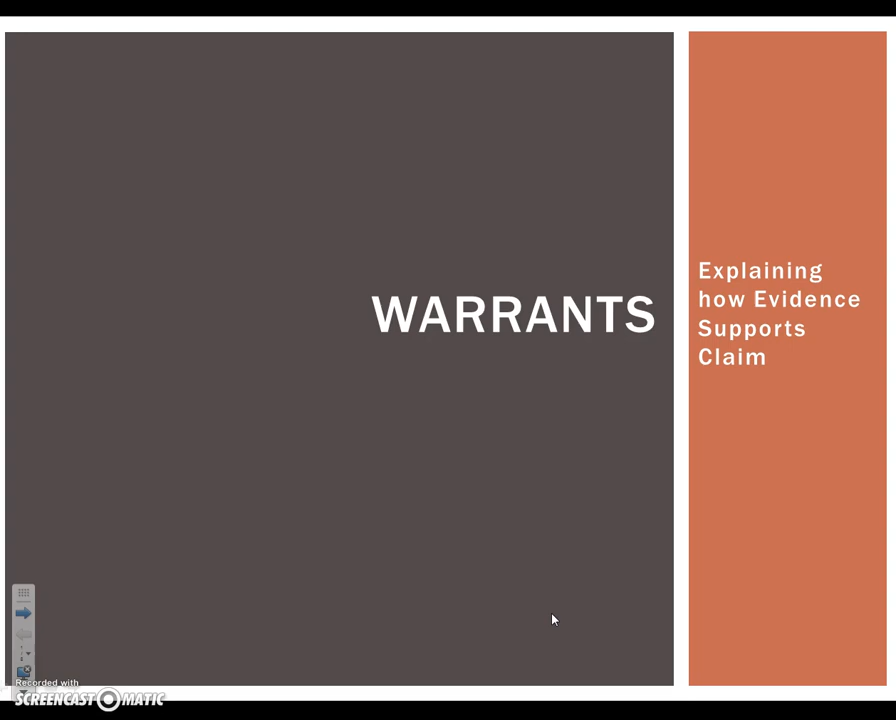 WARRANTS
Explaining
how Evidence
Supports
Claim
Recorded with
SCREENCAST MATIC